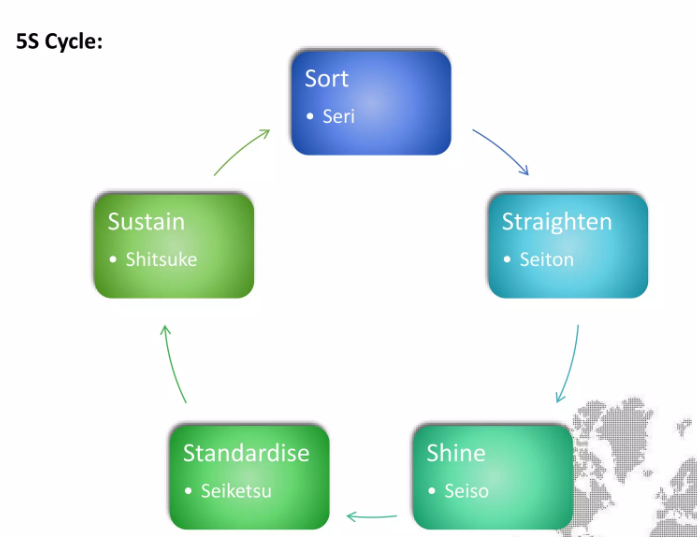 5S Cycle:
Sort
• Seri
Straighten
• Seiton
Shine
• Seiso
Standardise
• Seiketsu
Sustain
• Shitsuke